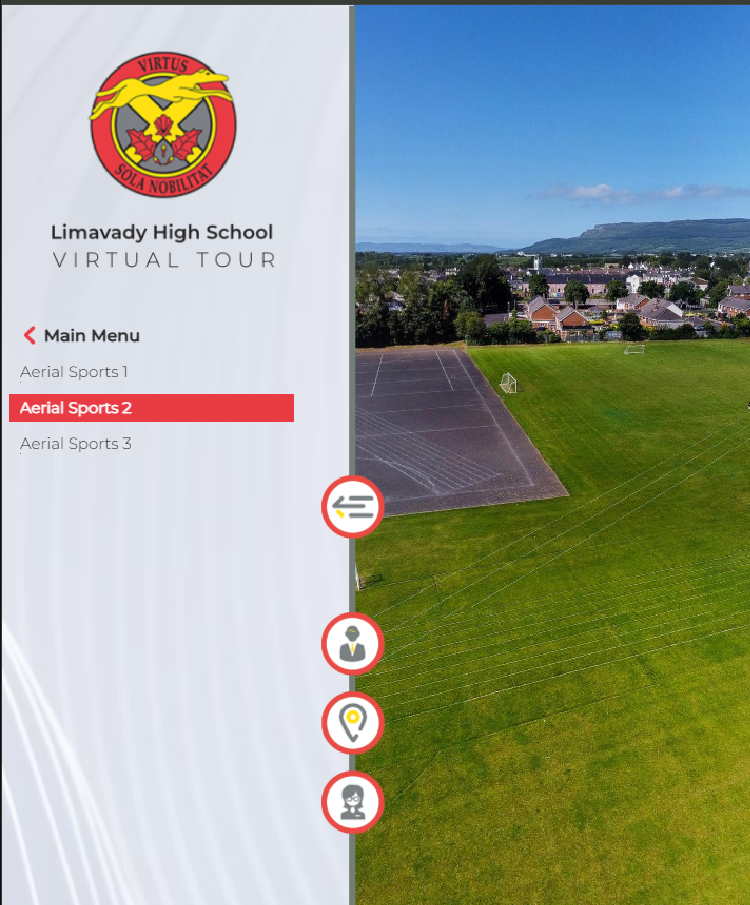 VIRTUS
SOLA NOBILITAT
Limavady High School
VIRTUAL TOUR
Main Menu
Aerial Sports 1
Aerial Sports 2
Aerial Sports 3